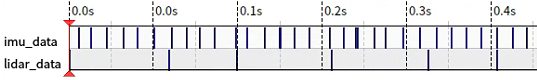 0.0s 0.0s 0.1s 0.2s 0.3s 0.4s
imu_data
lidar_data